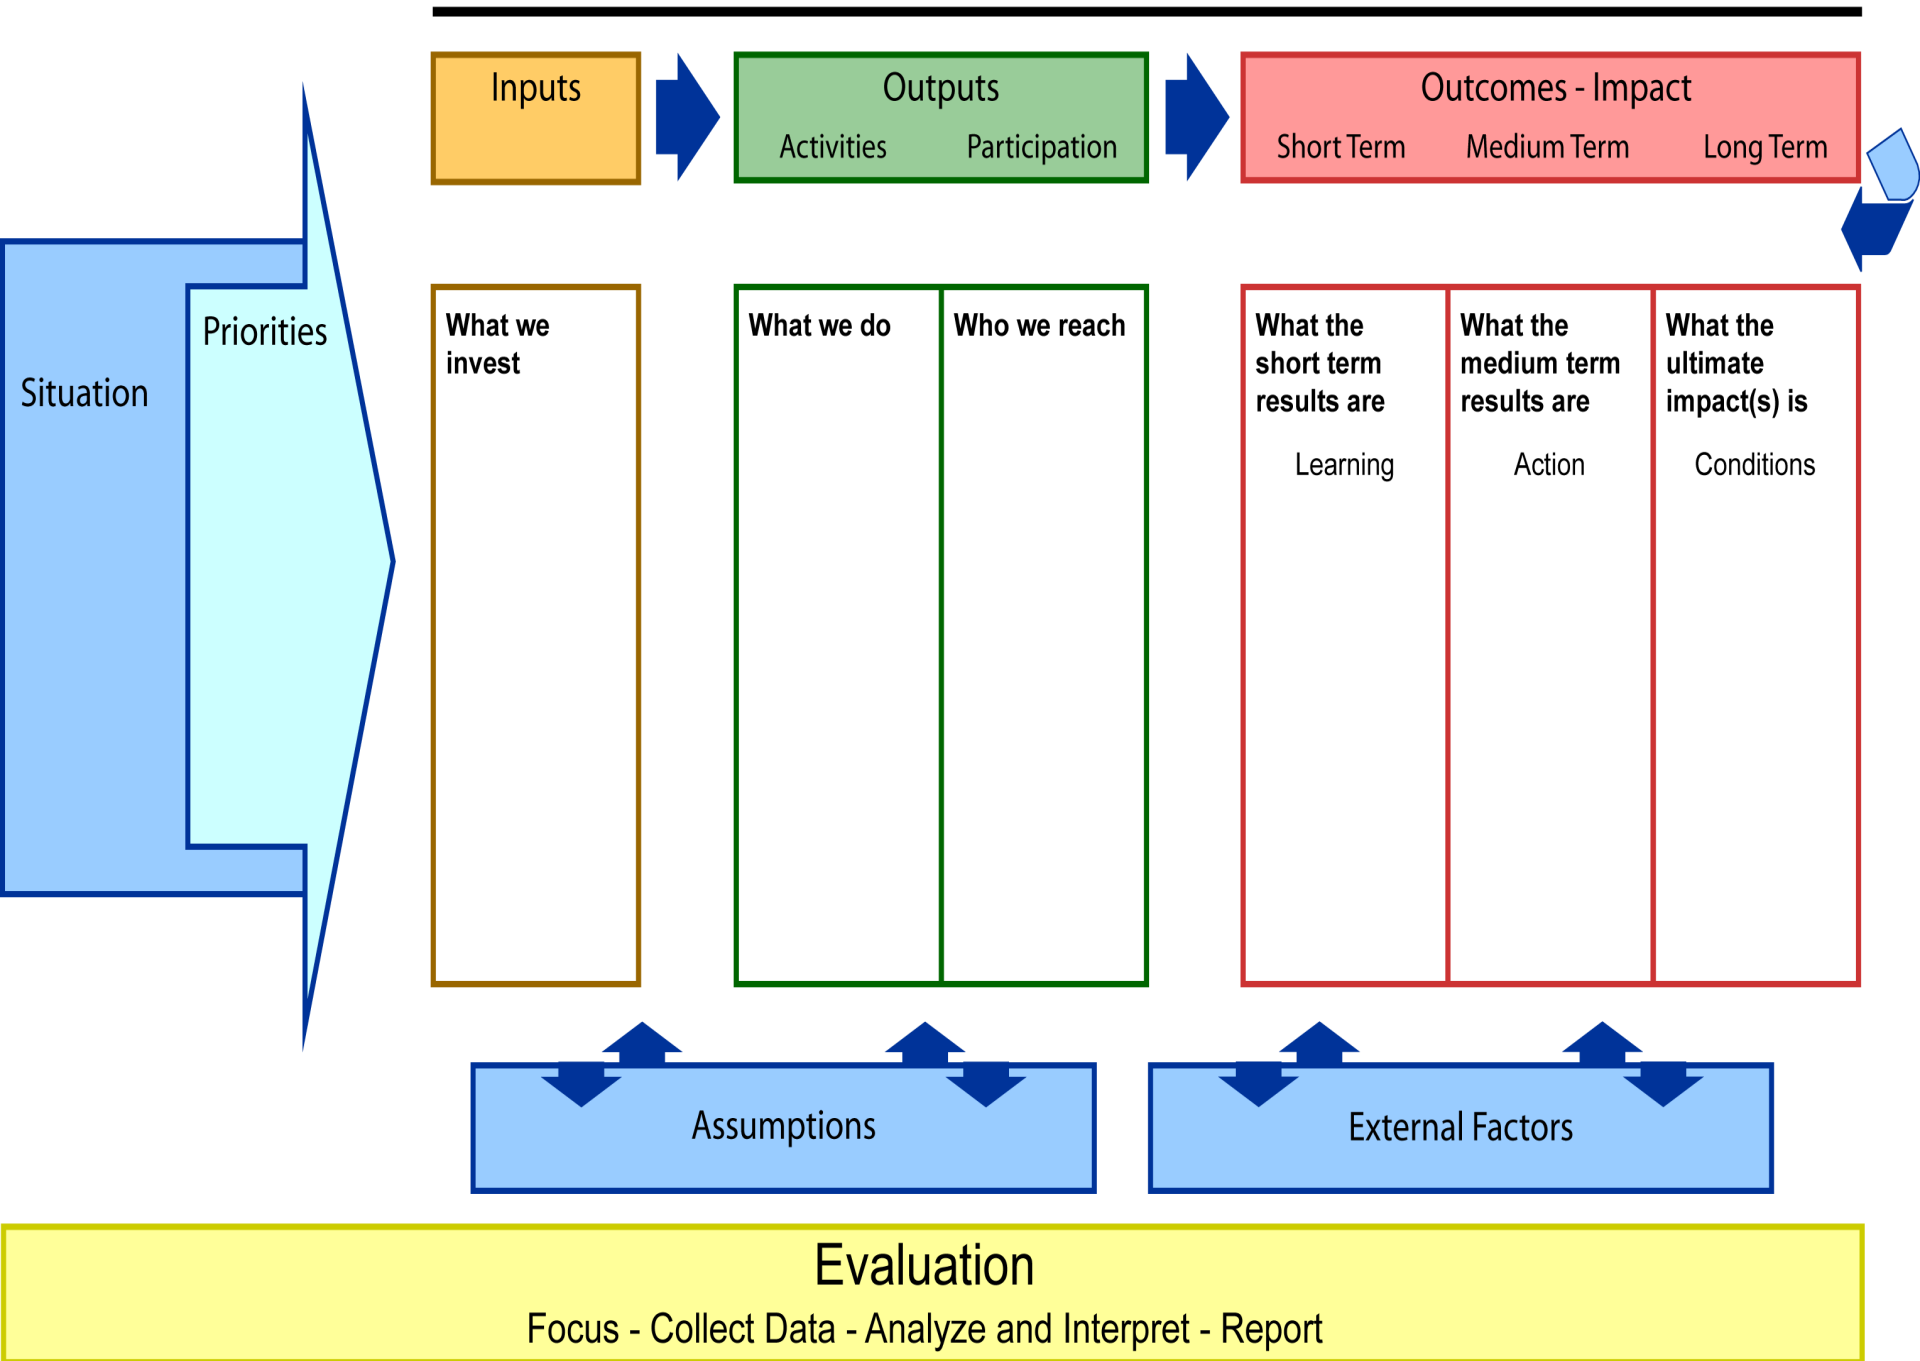 Inputs
Outputs
Activities Participation
Outcomes - Impact
Short Term Medium Term Long Term
Situation
Priorities
What we
invest
What we do
Who we reach
What the
short term
results are
Learning
What the
medium term
results are
Action
What the
ultimate
impact(s) is
Conditions
Assumptions
External Factors
Evaluation
Focus - Collect Data - Analyze and Interpret - Report